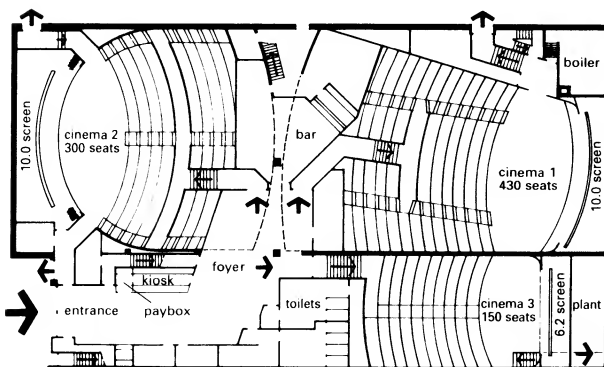 boiler
10.0 screen
cinema 2
300 seats
bar
cinema 1
430 seats
10.0 screen
foyer
kiosk
entrance
paybox
toilets
cinema 3
150 seats
6.2 screen
plant